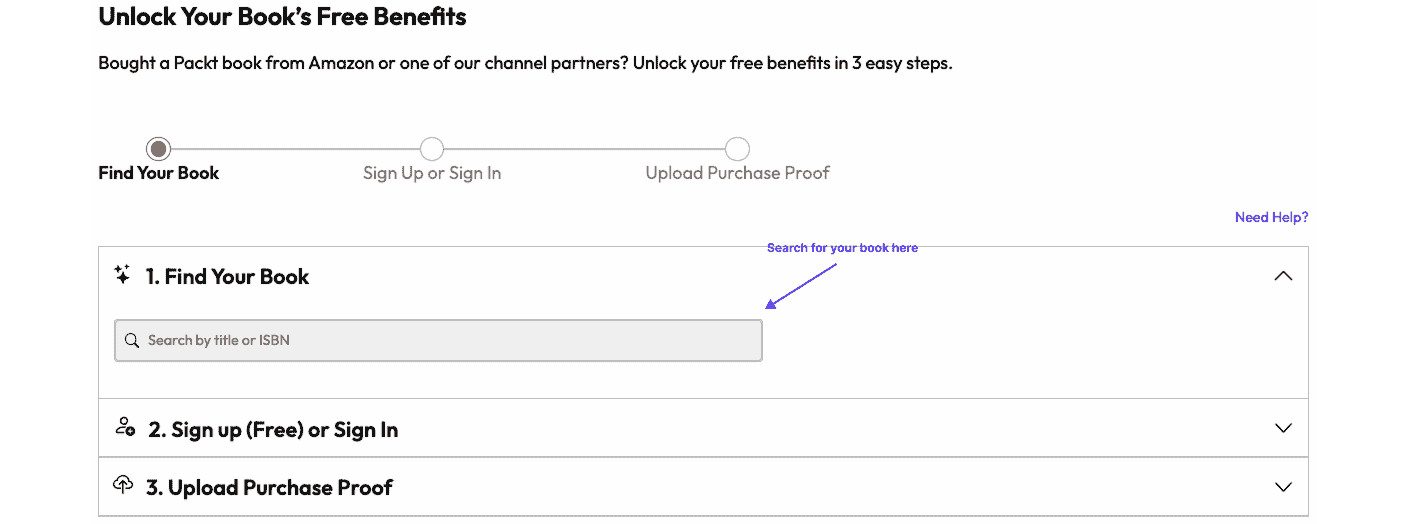 Unlock Your Book’s Free Benefits
Bought a Packt book from Amazon or one of our channel partners? Unlock your free benefits in 3 easy steps.
Find Your Book
Sign Up or Sign In
Upload Purchase Proof
Need Help?
Search for your book here
1. Find Your Book
Search by title or ISBN
2. Sign up (Free) or Sign In
3. Upload Purchase Proof